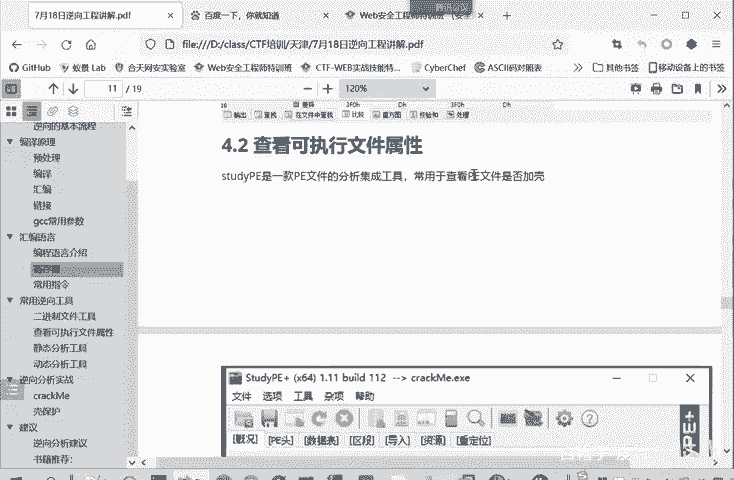 腾讯会议
7月18日逆向工程讲解.pdf
百度一下，你就知道
Web安全工程师特训班
file:///D:/class/CTF培训/天津/7月18日逆向工程讲解.pdf
GitHub 蚁景 Lab 合天网安实验室 Web安全工程师特训班 CTF-WEB实战技能特... CyberChef ASCII码对照表 其他书签 移动设备上的书签
11 / 19 120%
输出 查找 在文件中查找 比较 直方图 校验和 处理
逆向的基本流程
编译原理
预处理
编译
汇编
链接
gcc常用参数
汇编语言
编程语言介绍
常用指令
常用逆向工具
二进制文件工具
查看可执行文件属性
静态分析工具
动态分析工具
逆向分析实战
crackMe
壳保护
建议
逆向分析建议
书籍推荐:
4.2 查看可执行文件属性
studyPE是一款PE文件的分析集成工具，常用于查看 文件是否加壳
StudyPE+ (x64) 1.11 build 112 --> crackMe.exe
文件 选项 工具 杂项 帮助
[概况] [PE头] [数据表] [区段] [导入] [资源] [重定位]